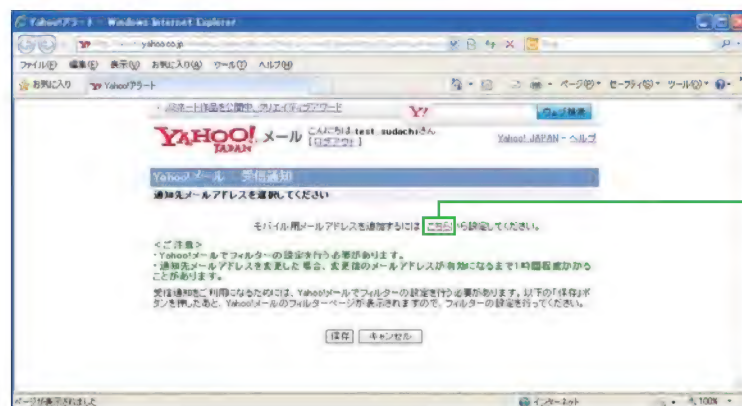 Yahoo!アラート - Windows Internet Explorer
yahoo.co.jp
ファイル(F) 編集(E) 表示(V) お気に入り(A) ツール(T) ヘルプ(H)
お気に入り Yahoo!アラート ページ(P) セーフティ(S) ツール(O)
作品を公開中、クリエイティブアワード ウェブ検索
YAHOO! JAPAN メール こんにちは test_sudachiさん
[ログアウト] Yahoo! JAPAN - ヘルプ
Yahoo!メール - 受信通知
通知先メールアドレスを選択してください
モバイル用メールアドレスを追加するには こちら から設定してください。
<ご注意>
・Yahoo!メールでフィルターの設定を行う必要があります。
・通知先メールアドレスを変更した場合、変更後のメールアドレスが有効になるまで1時間程度かかる
ことがあります。
受信通知をご利用になるためには、Yahoo!メールでフィルターの設定を行う必要があります。以下の「保存」ボ
タンを押したあと、Yahoo!メールのフィルターページが表示されますので、フィルターの設定を行ってください。
保存 キャンセル
ページが表示されました インターネット 100%